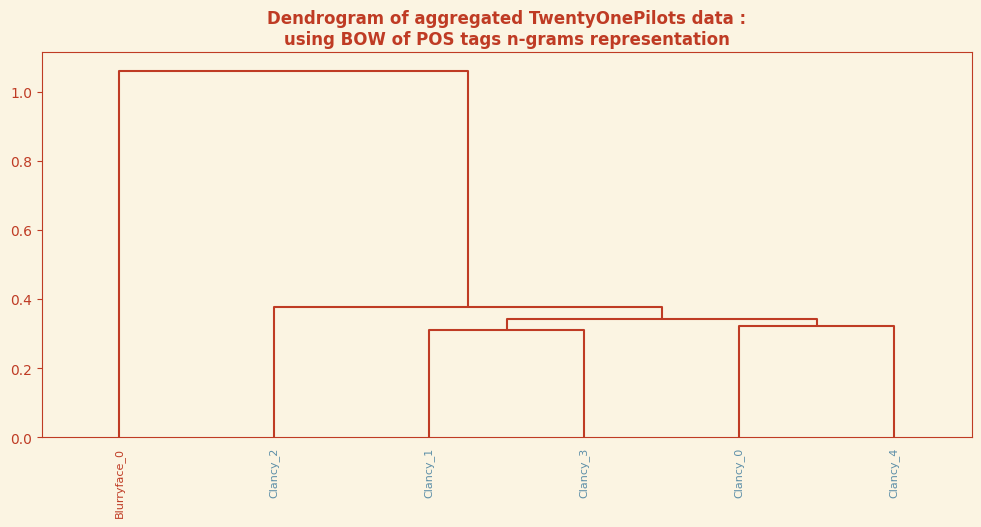 Dendrogram of aggregated TwentyOnePilots data :
using BOW of POS tags n-grams representation
1.0
0.8
0.6
0.4
0.2
0.0
Blurryface_0
Clancy_2
Clancy_1
Clancy_3
Clancy_0
Clancy_4